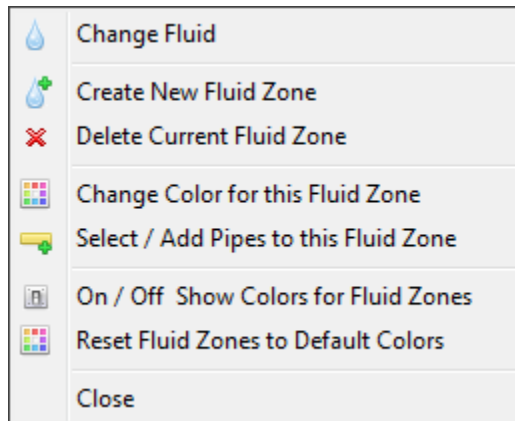 Change Fluid
Create New Fluid Zone
Delete Current Fluid Zone
Change Color for this Fluid Zone
Select / Add Pipes to this Fluid Zone
On / Off  Show Colors for Fluid Zones
Reset Fluid Zones to Default Colors
Close